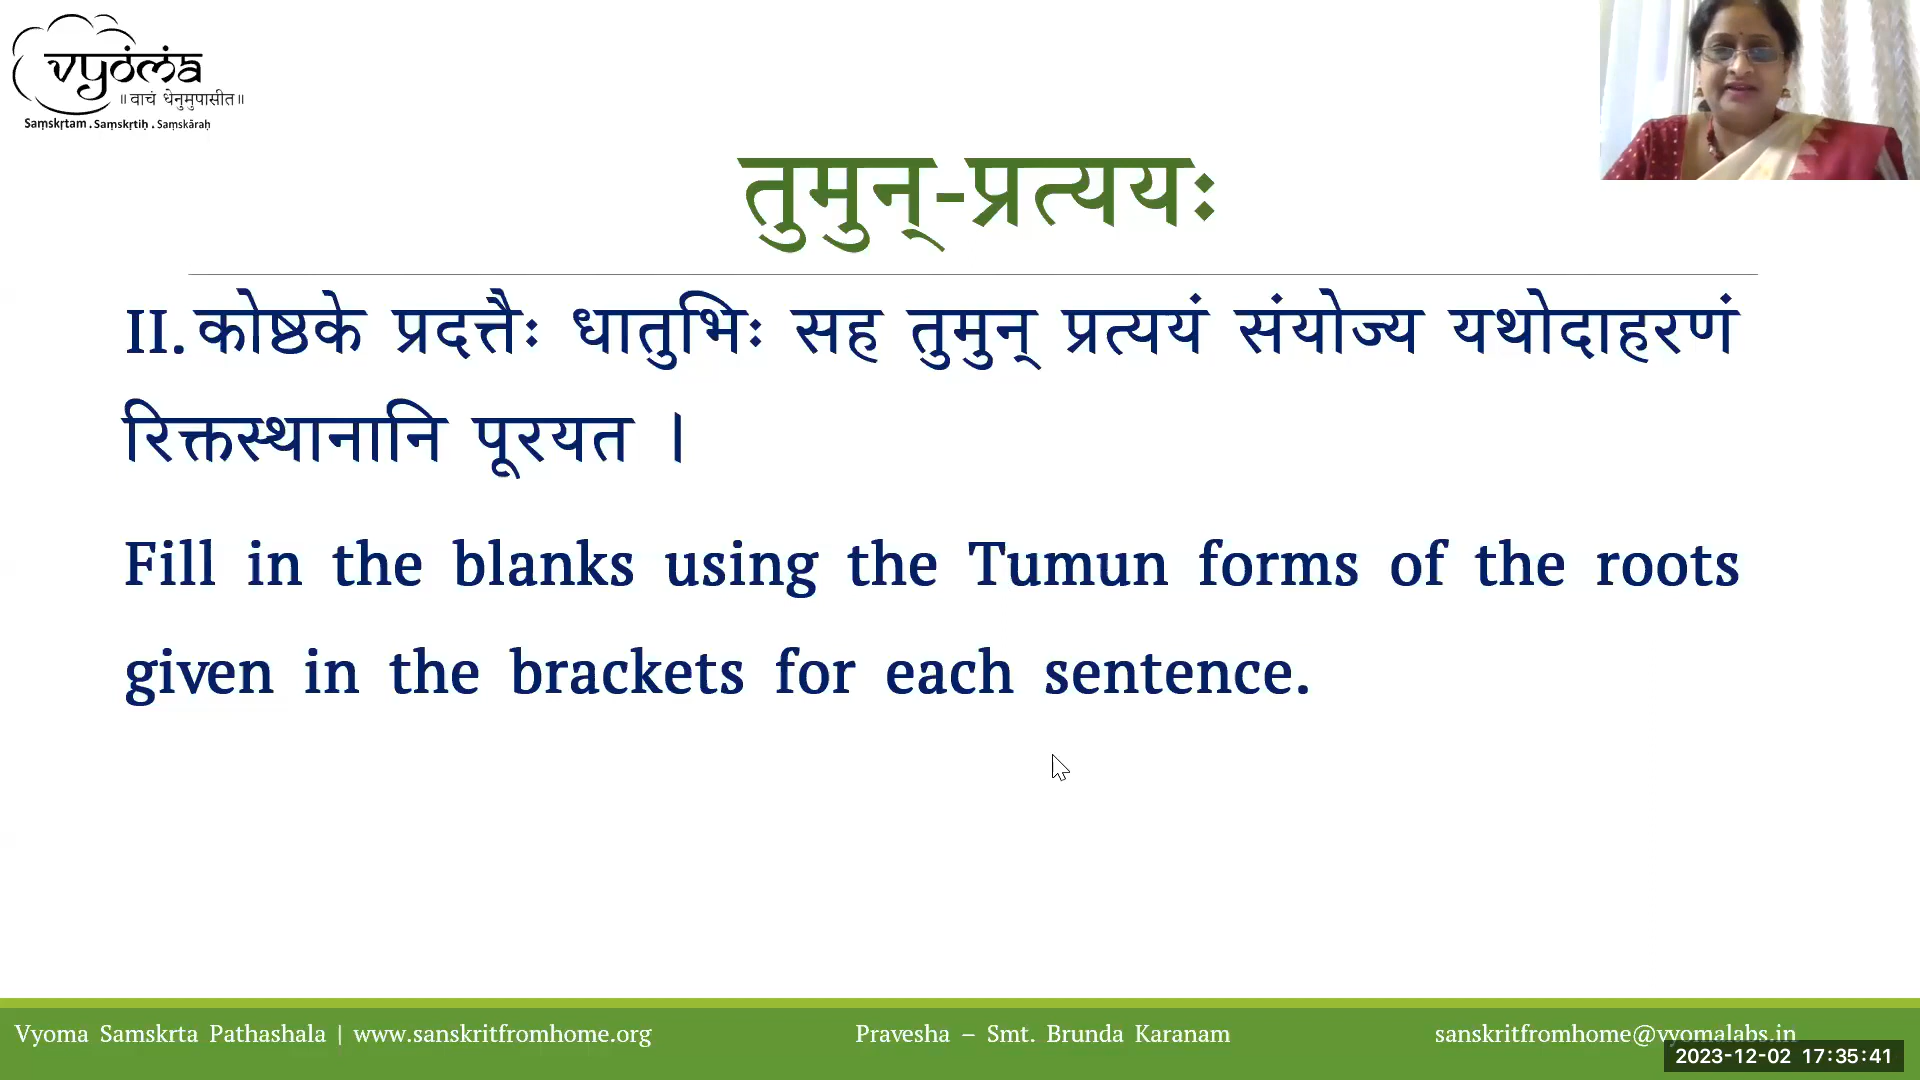 vyoma
॥वाचं धेनुमुपासीत॥
Saṃskṛtam . Saṃskṛtiḥ . Saṃskāraḥ
तुमुन्-प्रत्ययः
II. कोष्ठके प्रदत्तैः धातुभिः सह तुमुन् प्रत्ययं संयोज्य यथोदाहरणं
रिक्तस्थानानि पूरयत ।
Fill in the blanks using the Tumun forms of the roots
given in the brackets for each sentence.
Vyoma Samskrta Pathashala | www.sanskritfromhome.org
Pravesha – Smt. Brunda Karanam
sanskritfromhome@vyomalabs.in
2023-12-02 17:35:41